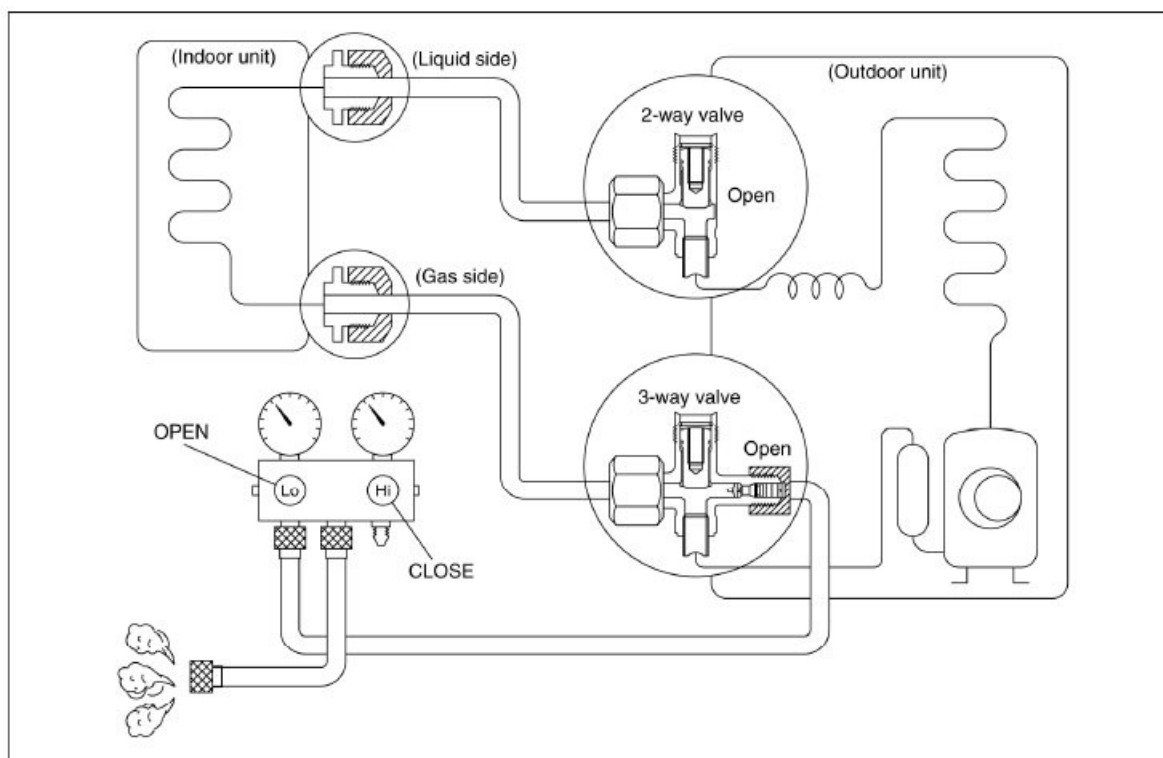 (Indoor unit)
(Liquid side)
(Outdoor unit)
2-way valve
Open
(Gas side)
3-way valve
Open
OPEN
Lo
Hi
CLOSE